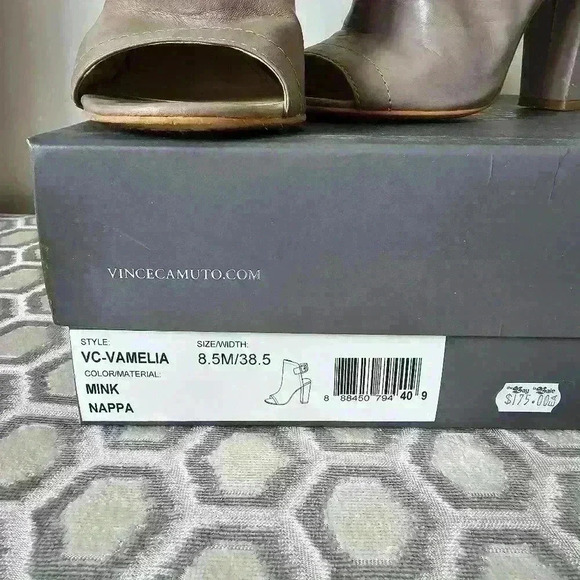 VINCECAMUTO.COM
STYLE: SIZE/WIDTH:
VC-VAMELIA 8.5M/38.5
COLOR/MATERIAL:
MINK
NAPPA
8 88450 794 40 9
$175.00